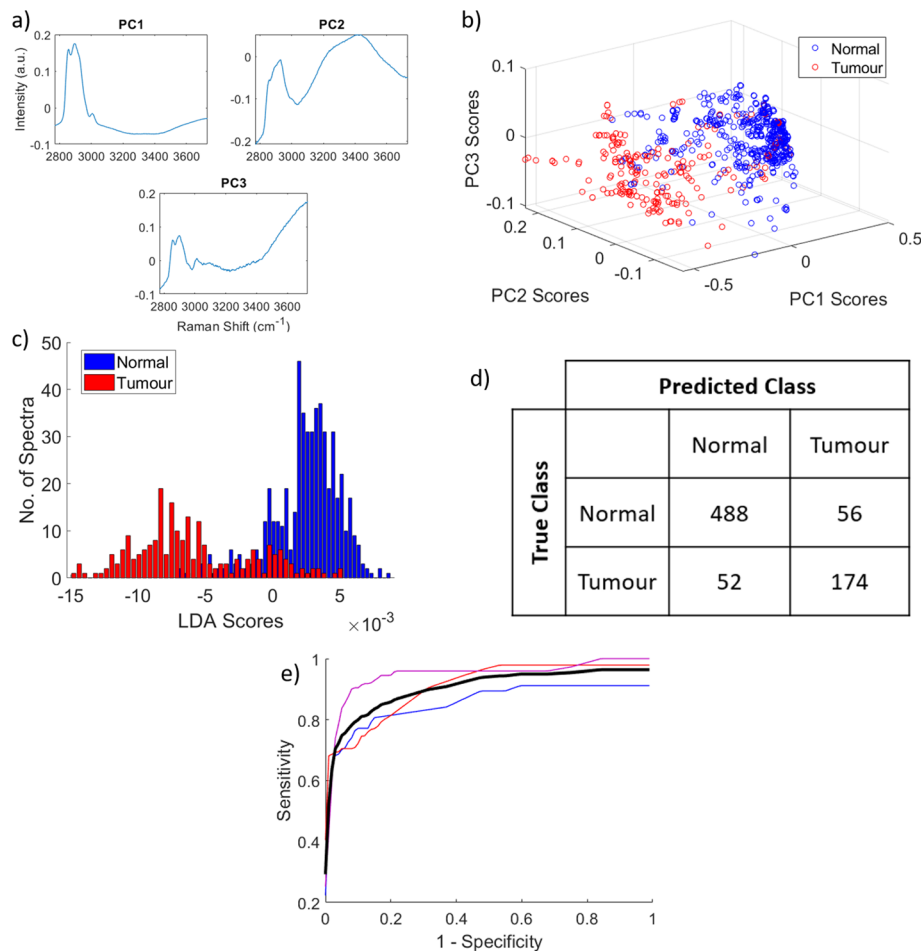 a)
PC1
Intensity (a.u.)
0.2
0.1
0
-0.1
2800 3000 3200 3400 3600
PC2
0
-0.1
-0.2
2800 3000 3200 3400 3600
PC3
0.2
0.1
0
-0.1
2800 3000 3200 3400 3600
Raman Shift (cm⁻¹)
b)
Normal
Tumour
PC3 Scores
0.1
0
-0.1
0.2
0.1
0
-0.1
PC2 Scores
-0.5
0
0.5
PC1 Scores
c)
Normal
Tumour
No. of Spectra
50
40
30
20
10
0
-15 -10 -5 0 5
LDA Scores
×10⁻³
d)
Predicted Class
True Class
Normal Tumour
Normal 488 56
Tumour 52 174
e)
Sensitivity
1
0.8
0.6
0.4
0.2
0 0.2 0.4 0.6 0.8 1
1 - Specificity